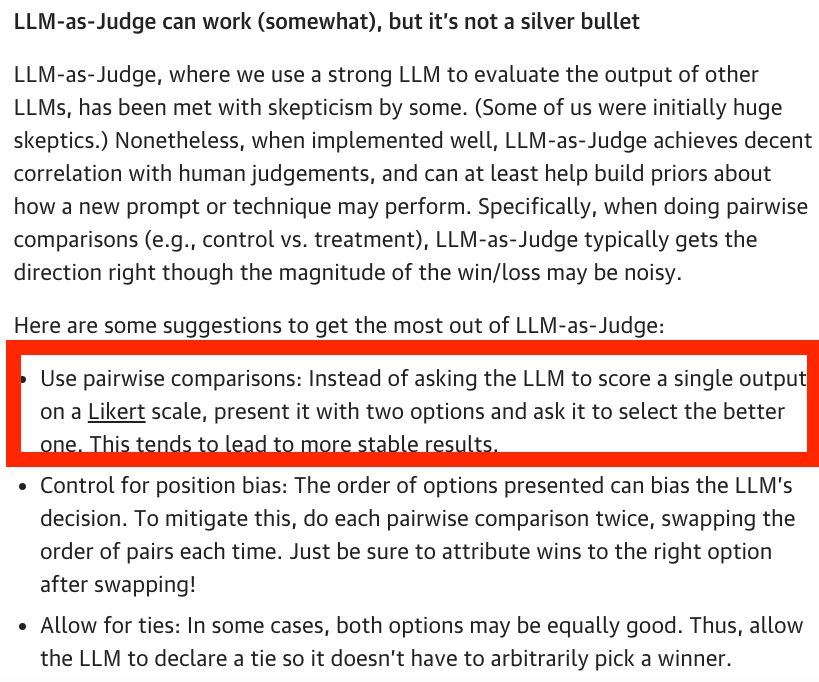 LLM-as-Judge can work (somewhat), but it’s not a silver bullet
LLM-as-Judge, where we use a strong LLM to evaluate the output of other
LLMs, has been met with skepticism by some. (Some of us were initially huge
skeptics.) Nonetheless, when implemented well, LLM-as-Judge achieves decent
correlation with human judgements, and can at least help build priors about
how a new prompt or technique may perform. Specifically, when doing pairwise
comparisons (e.g., control vs. treatment), LLM-as-Judge typically gets the
direction right though the magnitude of the win/loss may be noisy.
Here are some suggestions to get the most out of LLM-as-Judge:
• Use pairwise comparisons: Instead of asking the LLM to score a single output
on a Likert scale, present it with two options and ask it to select the better
one. This tends to lead to more stable results.
• Control for position bias: The order of options presented can bias the LLM’s
decision. To mitigate this, do each pairwise comparison twice, swapping the
order of pairs each time. Just be sure to attribute wins to the right option
after swapping!
• Allow for ties: In some cases, both options may be equally good. Thus, allow
the LLM to declare a tie so it doesn’t have to arbitrarily pick a winner.